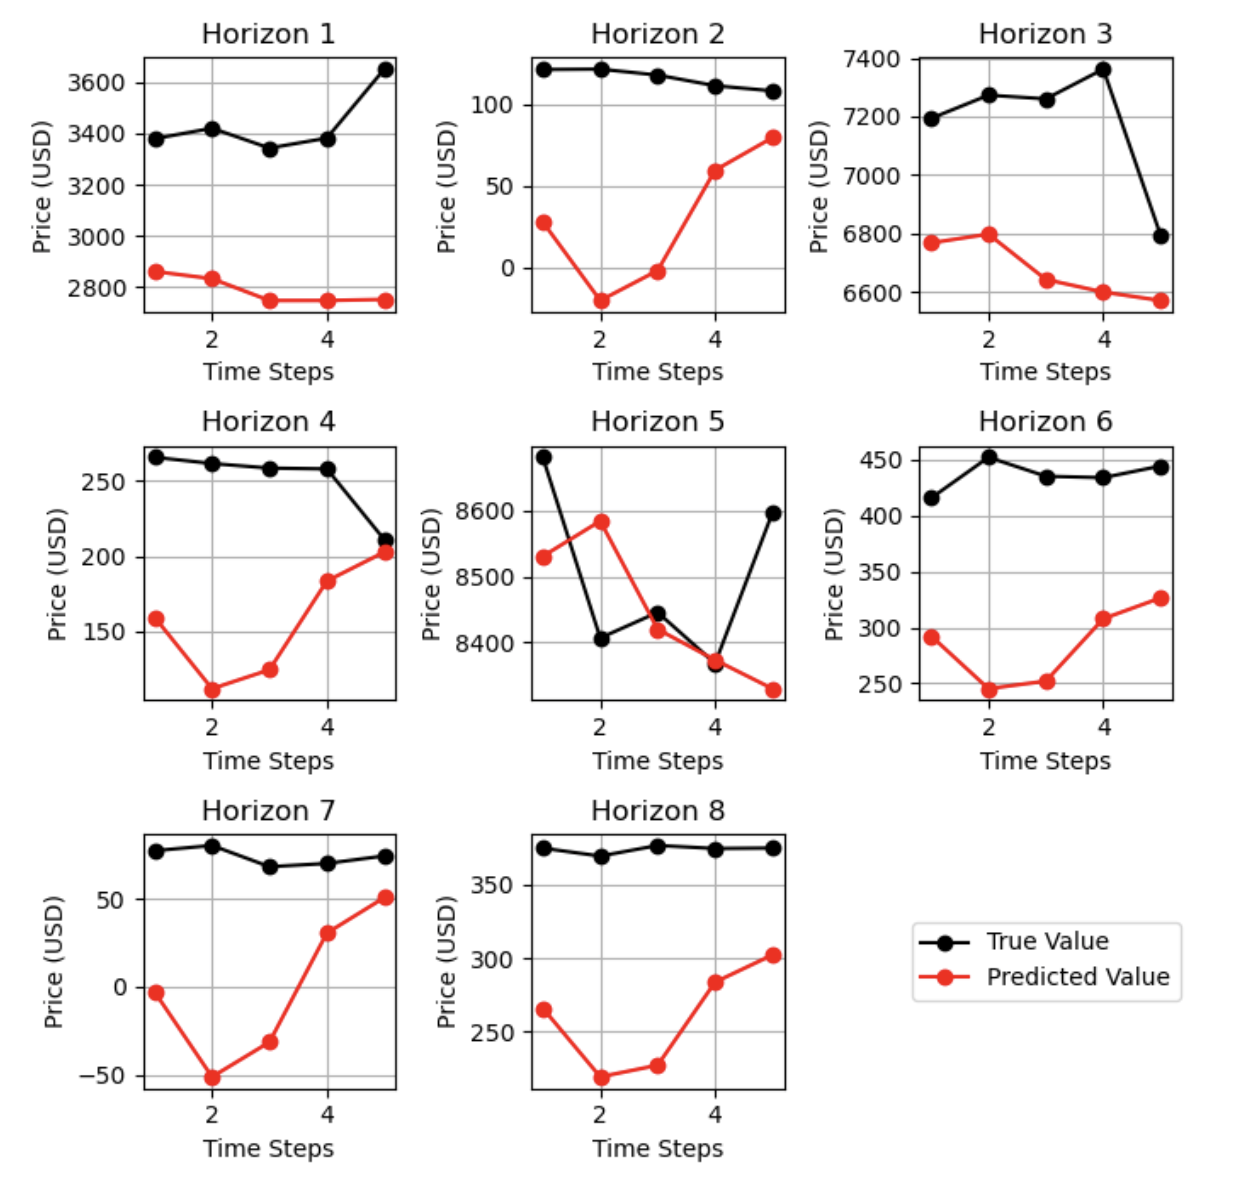 Horizon 1
Price (USD)
3600
3400
3200
3000
2800
2
4
Time Steps
Horizon 2
Price (USD)
100
50
0
2
4
Time Steps
Horizon 3
Price (USD)
7400
7200
7000
6800
6600
2
4
Time Steps
Horizon 4
Price (USD)
250
200
150
2
4
Time Steps
Horizon 5
Price (USD)
8600
8500
8400
2
4
Time Steps
Horizon 6
Price (USD)
450
400
350
300
250
2
4
Time Steps
Horizon 7
Price (USD)
50
0
−50
2
4
Time Steps
Horizon 8
Price (USD)
350
300
250
2
4
Time Steps
True Value
Predicted Value